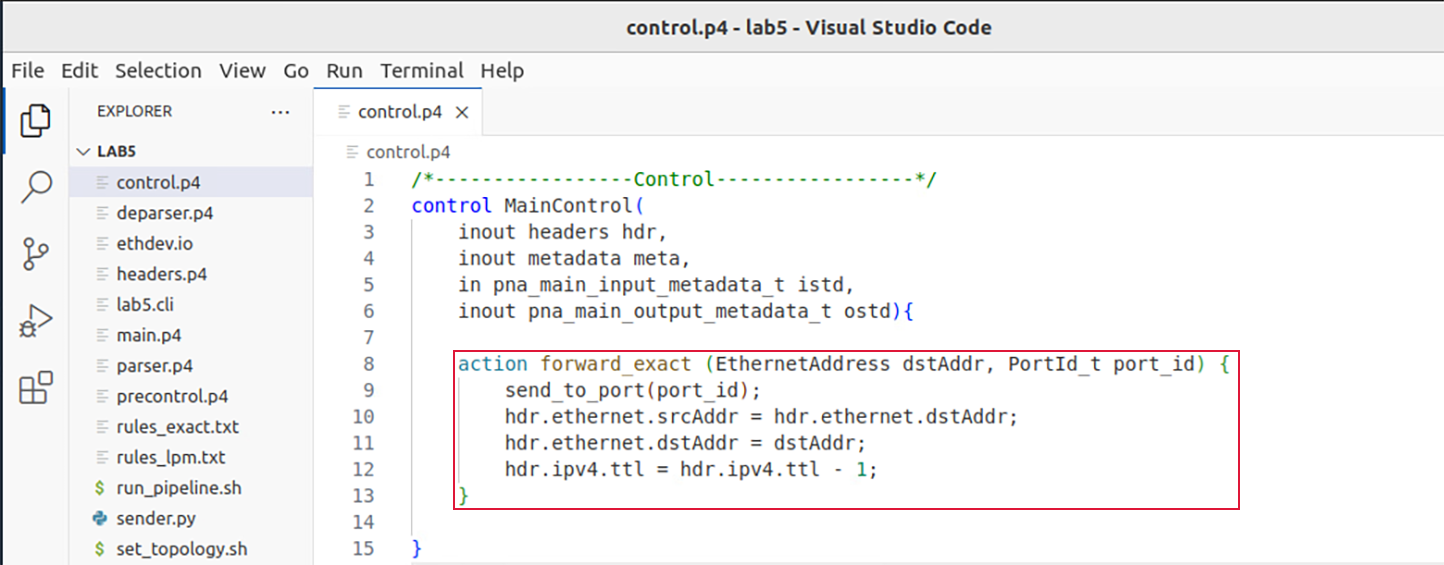 control.p4 - lab5 - Visual Studio Code
File Edit Selection View Go Run Terminal Help
EXPLORER ...
control.p4 ×
LAB5
control.p4
deparser.p4
ethdev.io
headers.p4
lab5.cli
main.p4
parser.p4
precontrol.p4
rules_exact.txt
rules_lpm.txt
$ run_pipeline.sh
sender.py
$ set_topology.sh
control.p4
1 /*-----------------Control-----------------*/
2 control MainControl(
3     inout headers hdr,
4     inout metadata meta,
5     in pna_main_input_metadata_t istd,
6     inout pna_main_output_metadata_t ostd){
7
8     action forward_exact (EthernetAddress dstAddr, PortId_t port_id) {
9         send_to_port(port_id);
10         hdr.ethernet.srcAddr = hdr.ethernet.dstAddr;
11         hdr.ethernet.dstAddr = dstAddr;
12         hdr.ipv4.ttl = hdr.ipv4.ttl - 1;
13     }
14
15 }